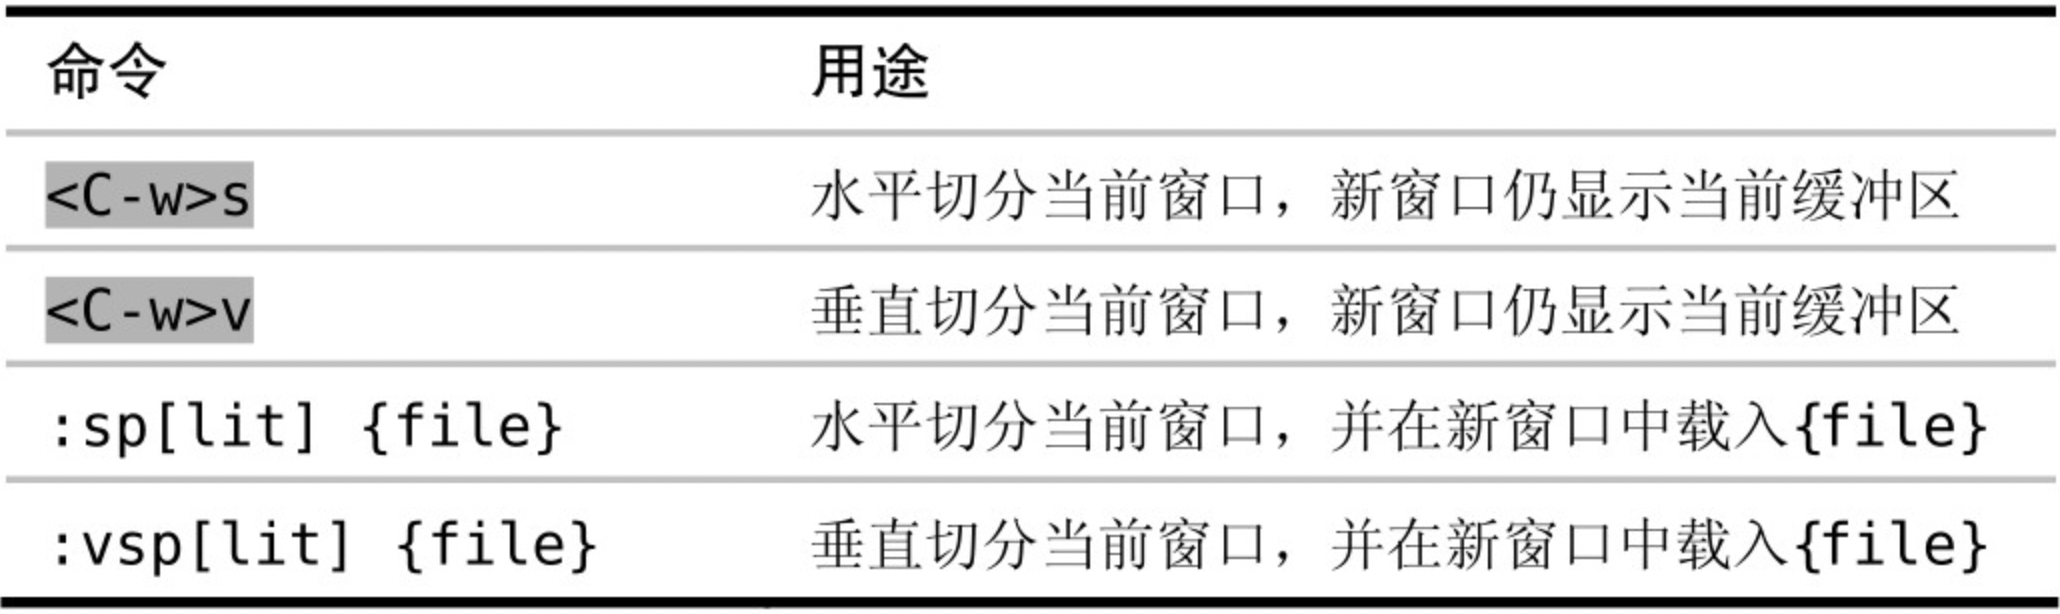 命令 用途
<C-w>s 水平切分当前窗口，新窗口仍显示当前缓冲区
<C-w>v 垂直切分当前窗口，新窗口仍显示当前缓冲区
:sp[lit] {file} 水平切分当前窗口，并在新窗口中载入{file}
:vsp[lit] {file} 垂直切分当前窗口，并在新窗口中载入{file}